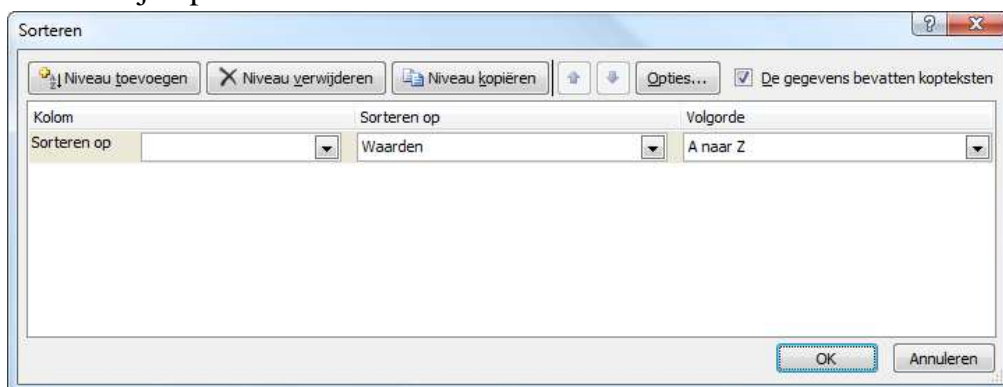 Sorteren
Niveau toevoegen Niveau verwijderen Niveau kopiëren Opties... De gegevens bevatten kopteksten
Kolom Sorteren op Volgorde
Sorteren op Waarden A naar Z
OK Annuleren